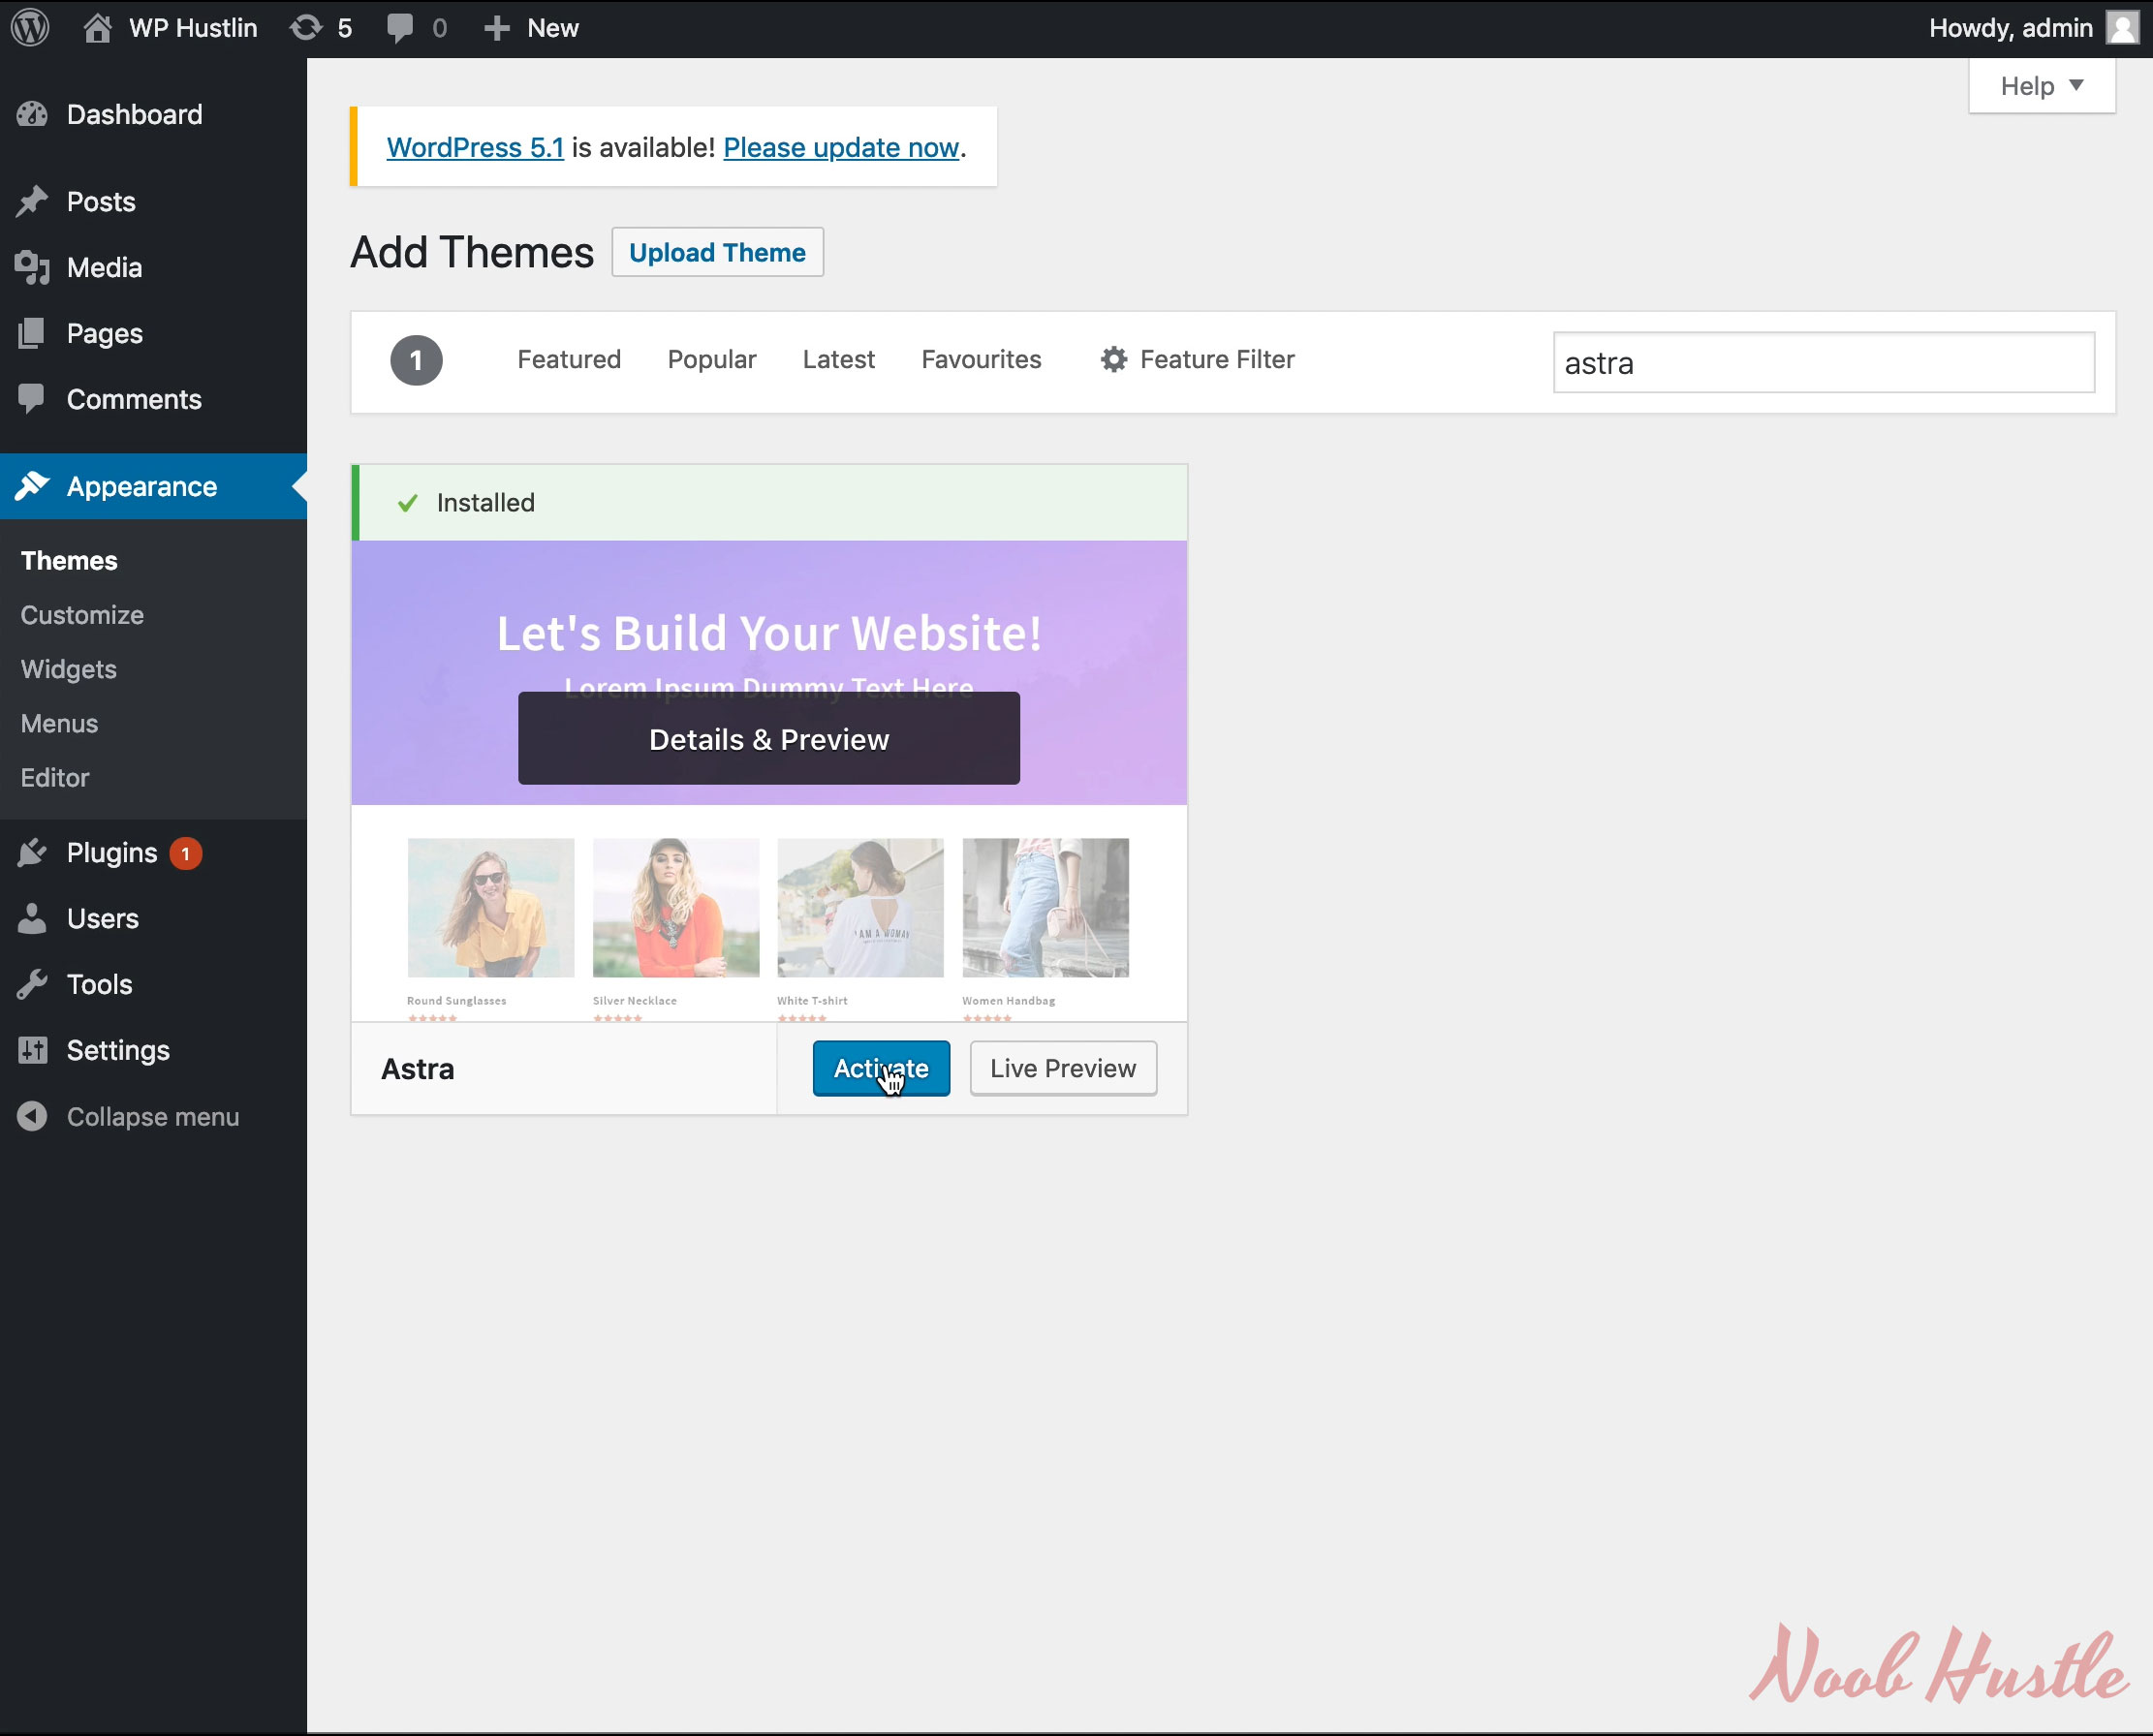 WP Hustlin 5 0 New Howdy, admin
Help
Dashboard
Posts
Media
Pages
Comments
Appearance
Themes
Customize
Widgets
Menus
Editor
Plugins 1
Users
Tools
Settings
Collapse menu
WordPress 5.1 is available! Please update now.
Add Themes Upload Theme
1 Featured Popular Latest Favourites Feature Filter astra
Installed
Let's Build Your Website!
Lorem Ipsum Dummy Text Here
Details & Preview
I AM A WOMAN
Round Sunglasses Silver Necklace White T-shirt Women Handbag
Astra Activate Live Preview
Noob Hustle